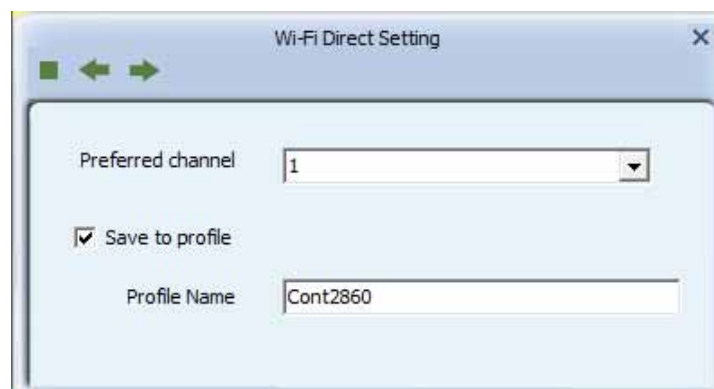 Wi-Fi Direct Setting
Preferred channel 1
Save to profile
Profile Name Cont2860